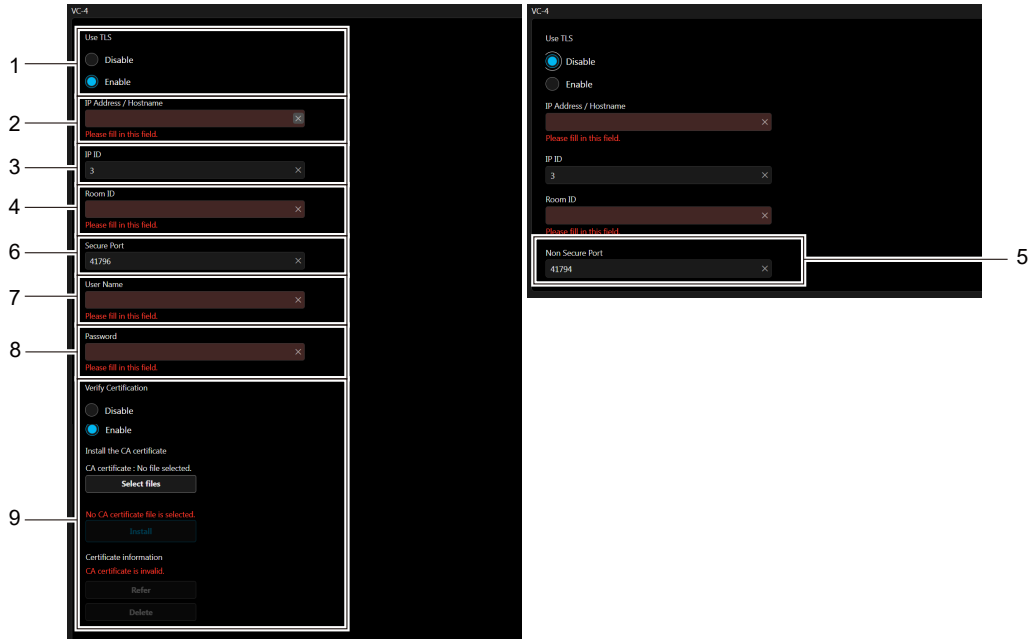 VC-4
1
Use TLS
Disable
Enable
2
IP Address / Hostname
Please fill in this field.
3
IP ID
3
4
Room ID
Please fill in this field.
6
Secure Port
41796
7
User Name
Please fill in this field.
8
Password
Please fill in this field.
9
Verify Certification
Disable
Enable
Install the CA certificate
CA certificate : No file selected.
Select files
No CA certificate file is selected.
Install
Certificate information
CA certificate is invalid.
Refer
Delete
VC-4
Use TLS
Disable
Enable
IP Address / Hostname
Please fill in this field.
IP ID
3
Room ID
Please fill in this field.
Non Secure Port
41794
5